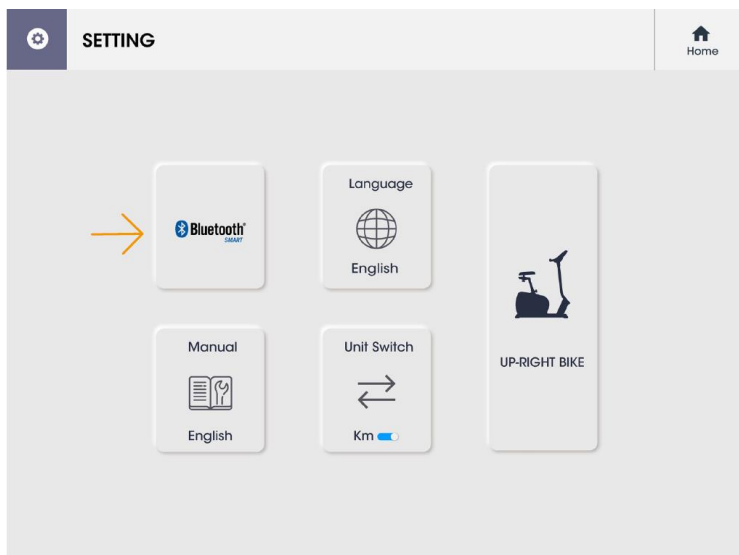 SETTING
Home
Bluetooth®
SMART
Language
English
Manual
English
Unit Switch
Km
UP-RIGHT BIKE